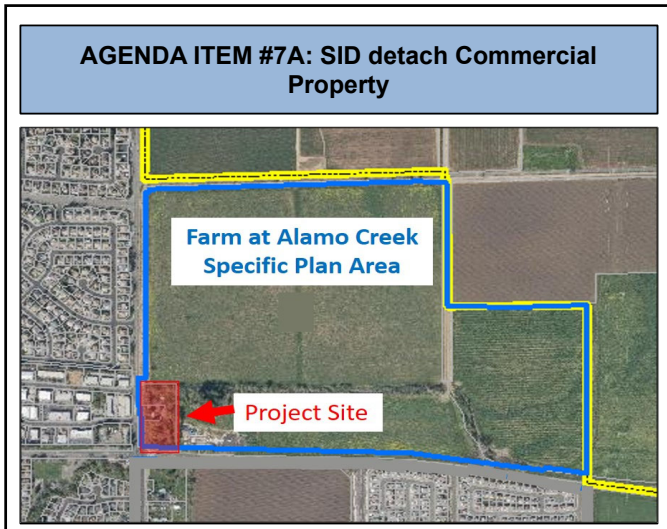 AGENDA ITEM #7A: SID detach Commercial
Property
Farm at Alamo Creek
Specific Plan Area
Project Site